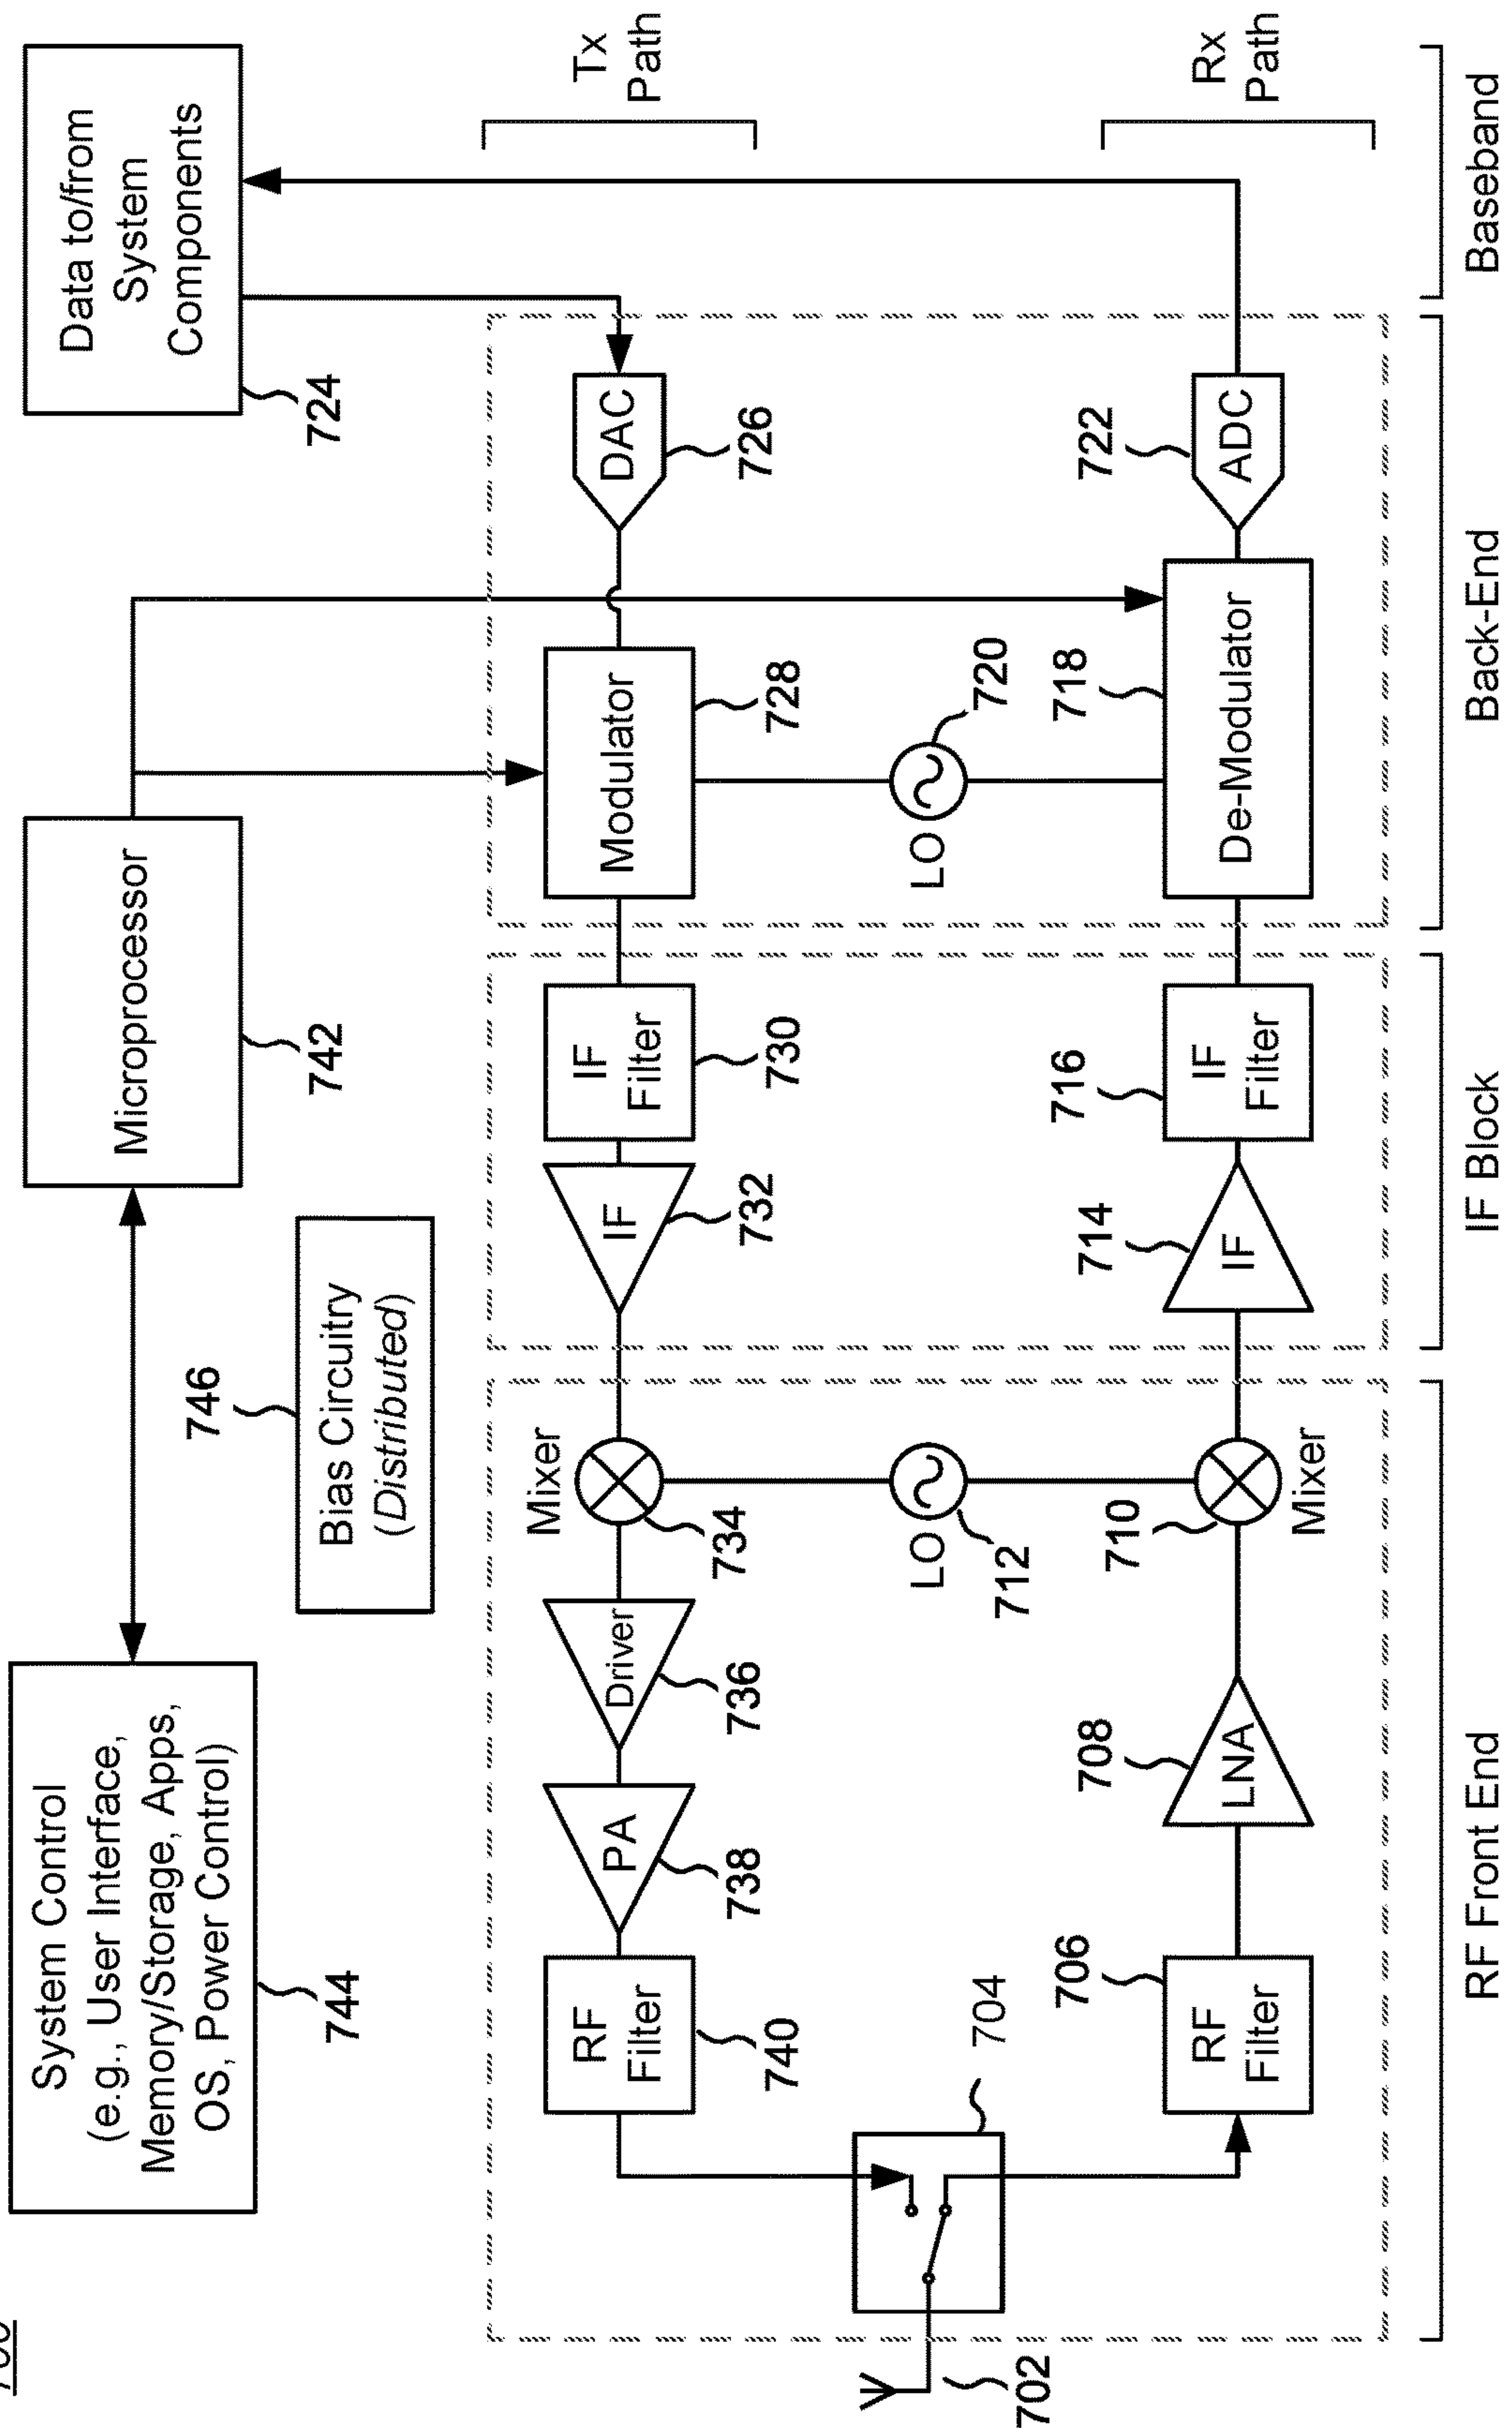 System Control
(e.g., User Interface,
Memory/Storage, Apps,
OS, Power Control)
744
Microprocessor
742
Data to/from
System
Components
724
746
Bias Circuitry
(Distributed)
Tx
Path
RF
Filter
740
PA
738
Driver
736
Mixer
734
IF
732
IF
Filter
730
Modulator
728
DAC
726
702
704
LO
712
LO
720
Rx
Path
706
RF
Filter
708
LNA
710
Mixer
714
IF
716
IF
Filter
718
De-Modulator
722
ADC
RF Front End
IF Block
Back-End
Baseband